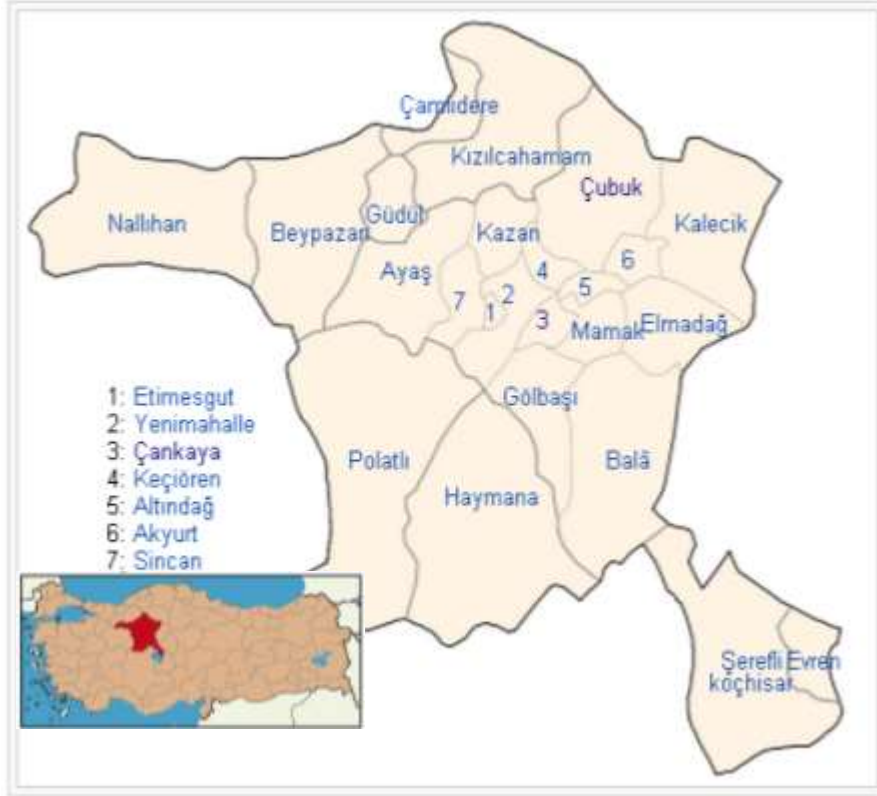 Çamlıdere
Kızılcahamam
Çubuk
Nallıhan
Beypazarı
Güdül
Kazan
Kalecik
Ayaş
4
6
7
1
2
5
3
Mamak
Elmadağ
1: Etimesgut
2: Yenimahalle
3: Çankaya
4: Keçiören
5: Altındağ
6: Akyurt
7: Sincan
Gölbaşı
Polatlı
Balâ
Haymana
Şerefli
koçhisar
Evren